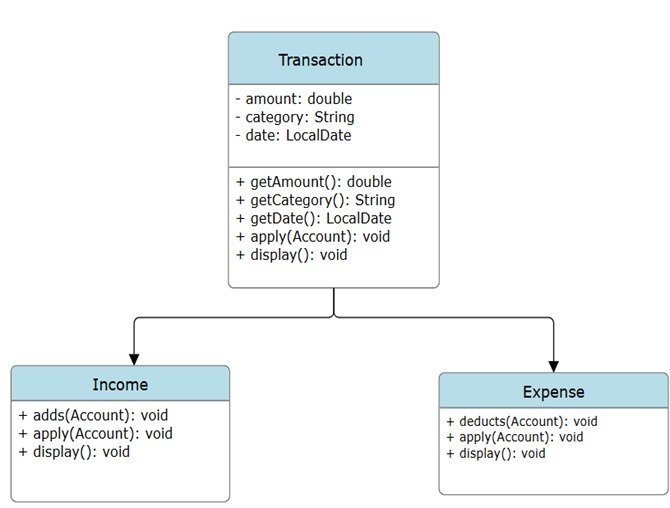 Transaction
- amount: double
- category: String
- date: LocalDate
+ getAmount(): double
+ getCategory(): String
+ getDate(): LocalDate
+ apply(Account): void
+ display(): void
Income
+ adds(Account): void
+ apply(Account): void
+ display(): void
Expense
+ deducts(Account): void
+ apply(Account): void
+ display(): void